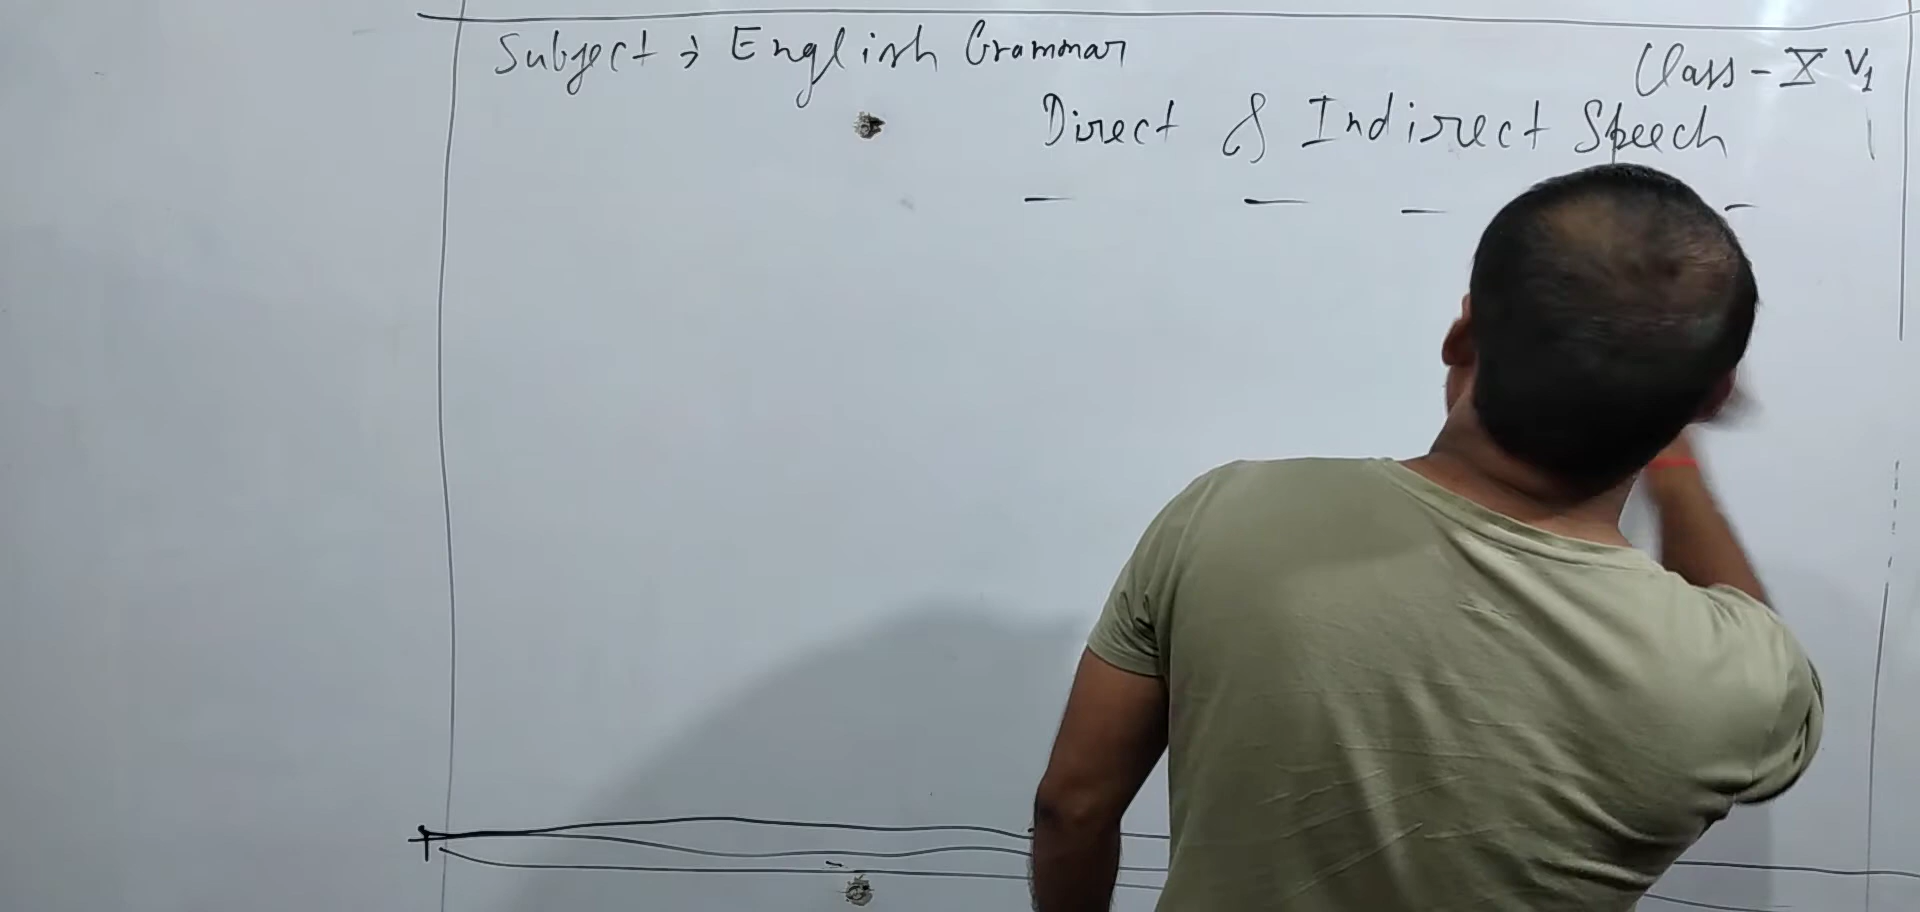 Subject → English Grammar
Class - X V1
Direct & Indirect Speech